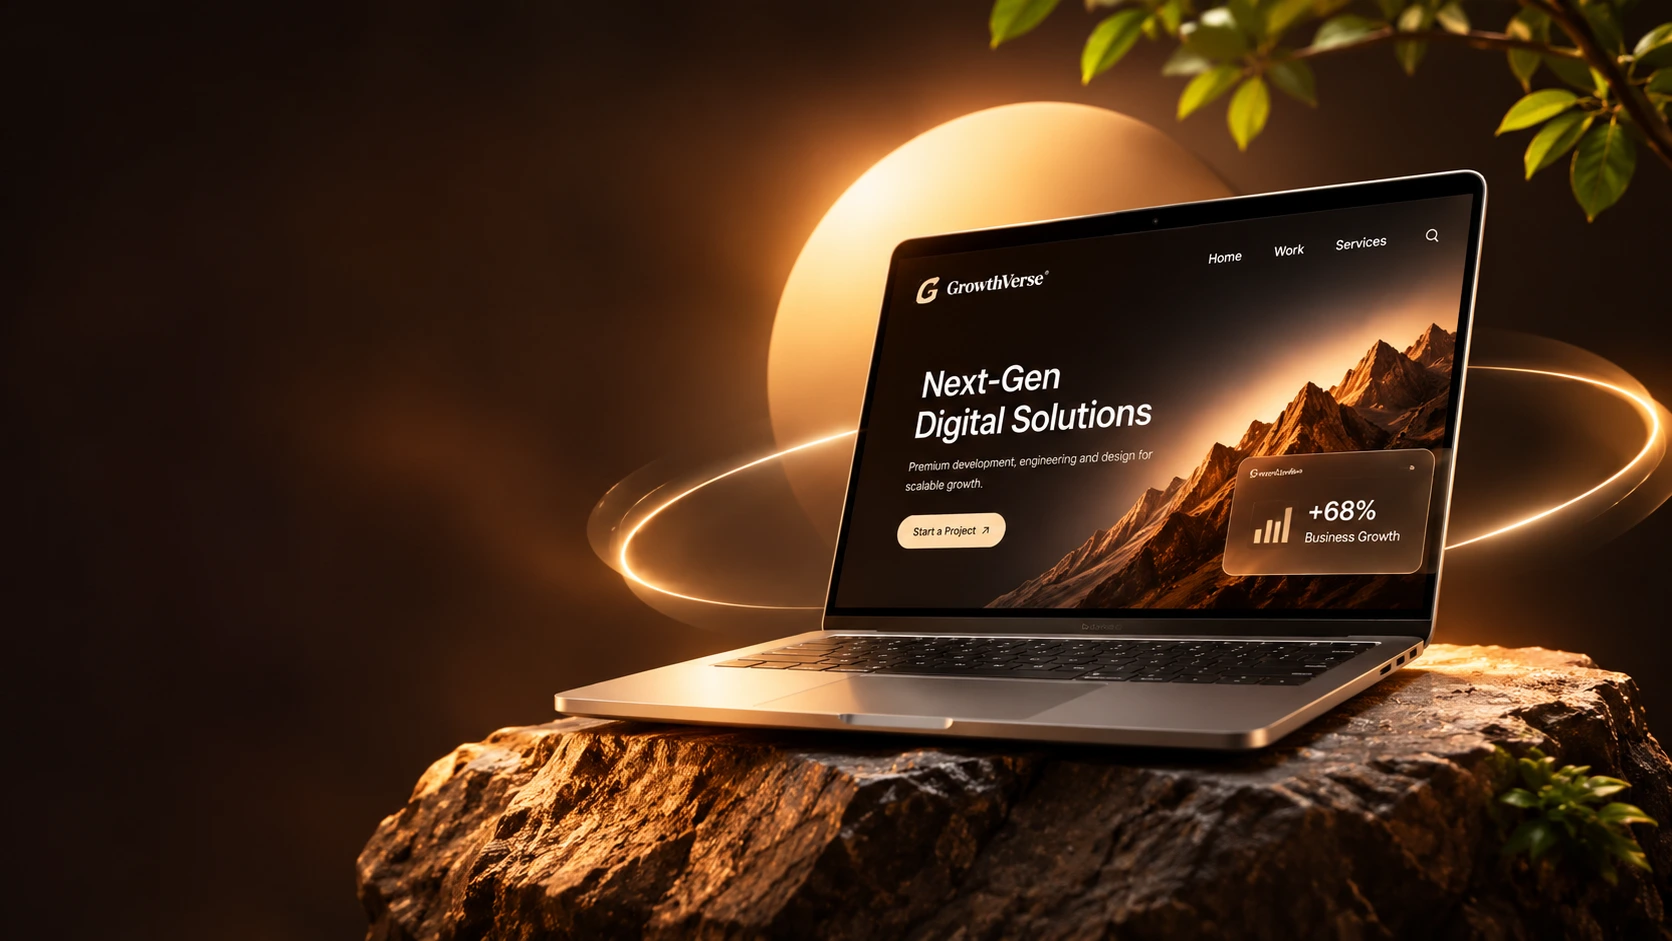 Home Work Services
GrowthVerse
Next-Gen
Digital Solutions
Premium development, engineering and design for
scalable growth.
Start a Project
+68%
Business Growth